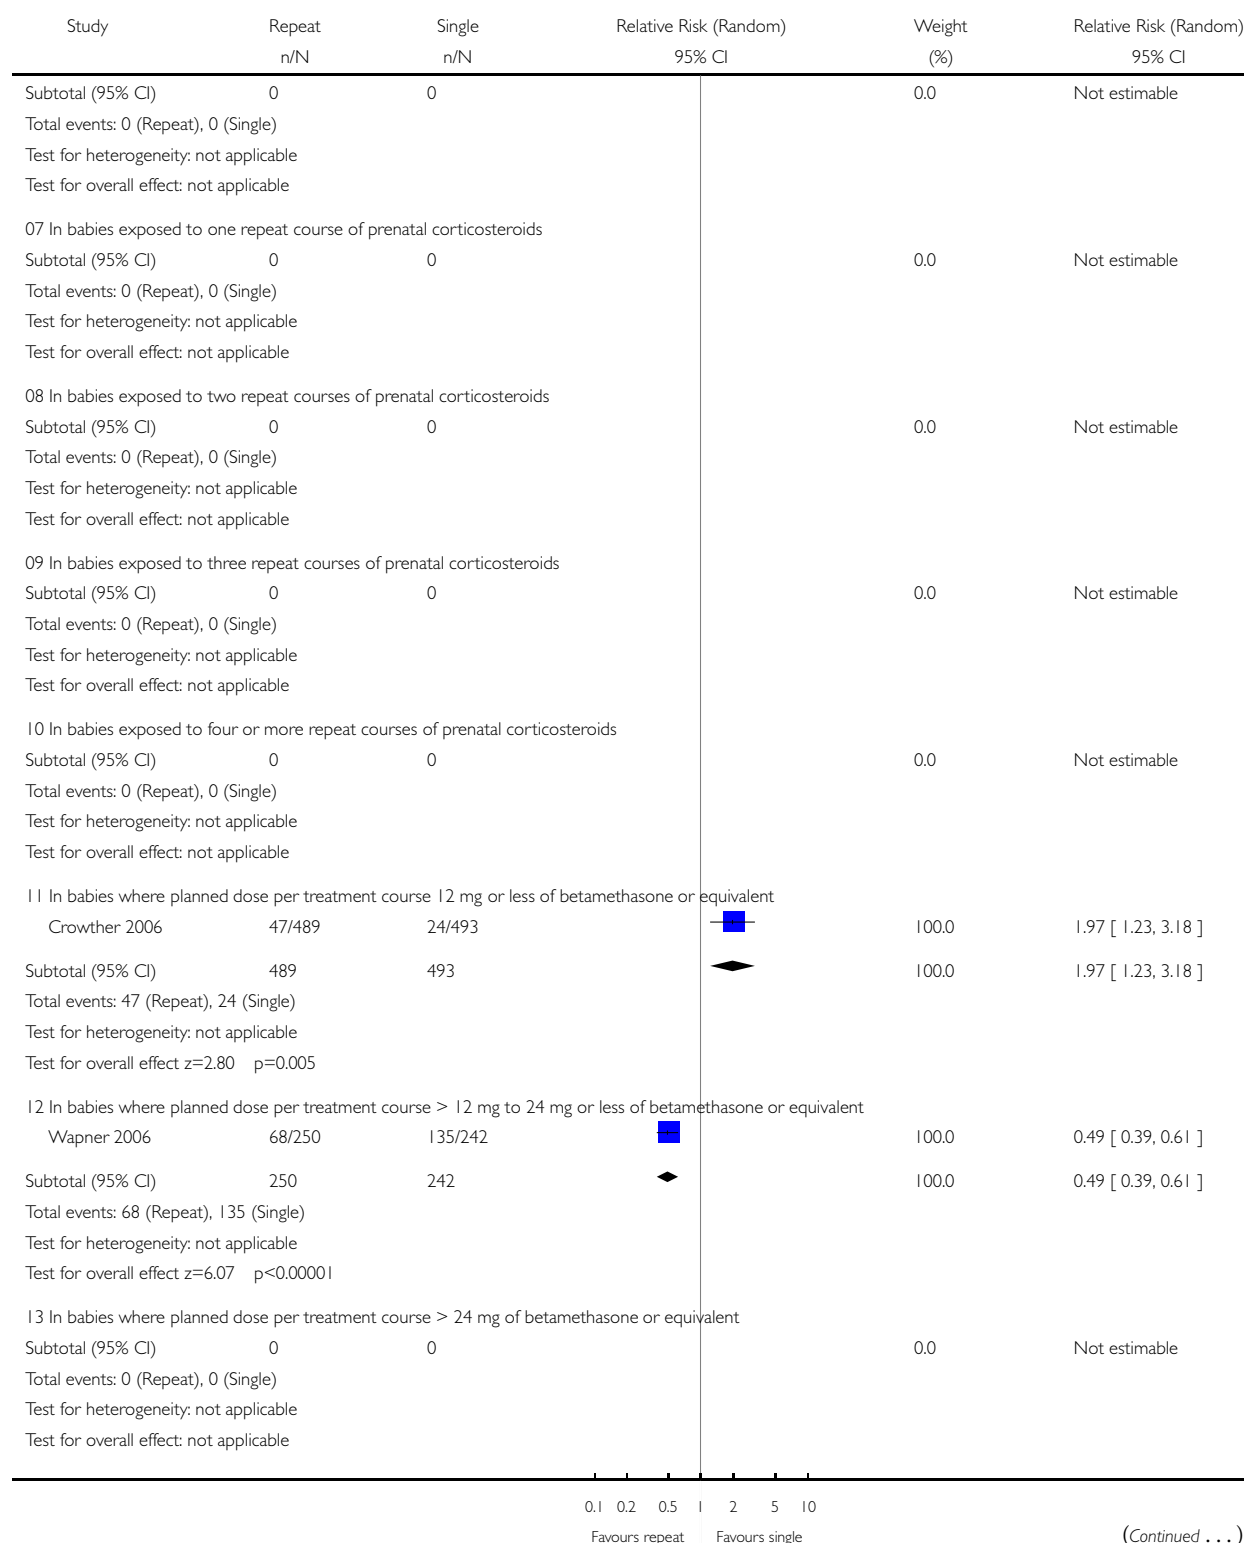 Study Repeat Single Relative Risk (Random) Weight Relative Risk (Random)
n/N n/N 95% CI (%) 95% CI
Subtotal (95% CI) 0 0 0.0 Not estimable
Total events: 0 (Repeat), 0 (Single)
Test for heterogeneity: not applicable
Test for overall effect: not applicable
07 In babies exposed to one repeat course of prenatal corticosteroids
Subtotal (95% CI) 0 0 0.0 Not estimable
Total events: 0 (Repeat), 0 (Single)
Test for heterogeneity: not applicable
Test for overall effect: not applicable
08 In babies exposed to two repeat courses of prenatal corticosteroids
Subtotal (95% CI) 0 0 0.0 Not estimable
Total events: 0 (Repeat), 0 (Single)
Test for heterogeneity: not applicable
Test for overall effect: not applicable
09 In babies exposed to three repeat courses of prenatal corticosteroids
Subtotal (95% CI) 0 0 0.0 Not estimable
Total events: 0 (Repeat), 0 (Single)
Test for heterogeneity: not applicable
Test for overall effect: not applicable
10 In babies exposed to four or more repeat courses of prenatal corticosteroids
Subtotal (95% CI) 0 0 0.0 Not estimable
Total events: 0 (Repeat), 0 (Single)
Test for heterogeneity: not applicable
Test for overall effect: not applicable
11 In babies where planned dose per treatment course 12 mg or less of betamethasone or equivalent
Crowther 2006 47/489 24/493 100.0 1.97 [ 1.23, 3.18 ]
Subtotal (95% CI) 489 493 100.0 1.97 [ 1.23, 3.18 ]
Total events: 47 (Repeat), 24 (Single)
Test for heterogeneity: not applicable
Test for overall effect z=2.80 p=0.005
12 In babies where planned dose per treatment course > 12 mg to 24 mg or less of betamethasone or equivalent
Wapner 2006 68/250 135/242 100.0 0.49 [ 0.39, 0.61 ]
Subtotal (95% CI) 250 242 100.0 0.49 [ 0.39, 0.61 ]
Total events: 68 (Repeat), 135 (Single)
Test for heterogeneity: not applicable
Test for overall effect z=6.07 p<0.00001
13 In babies where planned dose per treatment course > 24 mg of betamethasone or equivalent
Subtotal (95% CI) 0 0 0.0 Not estimable
Total events: 0 (Repeat), 0 (Single)
Test for heterogeneity: not applicable
Test for overall effect: not applicable
0.1 0.2 0.5 1 2 5 10
Favours repeat Favours single (Continued . . . )